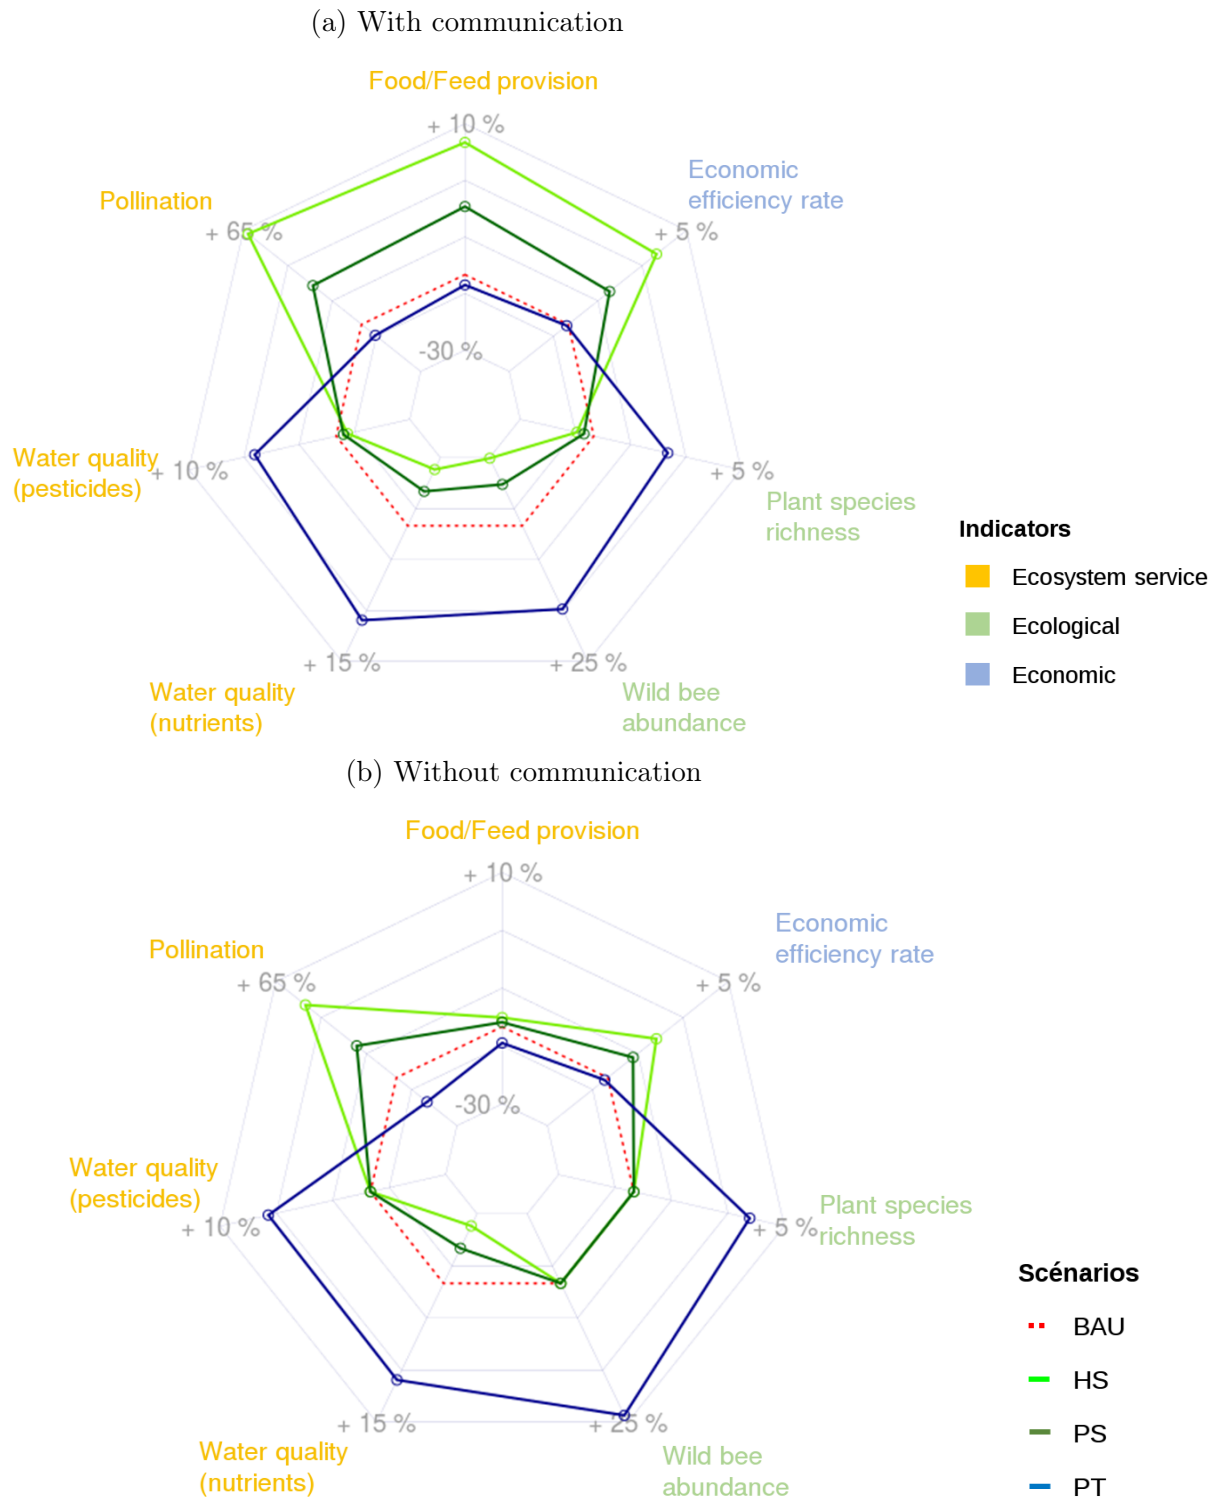 (a) With communication
Food/Feed provision
+ 10 %
Economic
efficiency rate
Pollination
+ 65 %
+ 5 %
-30 %
Water quality
(pesticides)
+ 10 %
+ 5 %
Plant species
richness
Indicators
Ecosystem service
Ecological
Economic
+ 15 %
+ 25 %
Water quality
(nutrients)
Wild bee
abundance
(b) Without communication
Food/Feed provision
+ 10 %
Economic
efficiency rate
Pollination
+ 65 %
+ 5 %
-30 %
Water quality
(pesticides)
+ 10 %
+ 5 %
Plant species
richness
Scénarios
BAU
HS
PS
PT
+ 15 %
+ 25 %
Water quality
(nutrients)
Wild bee
abundance